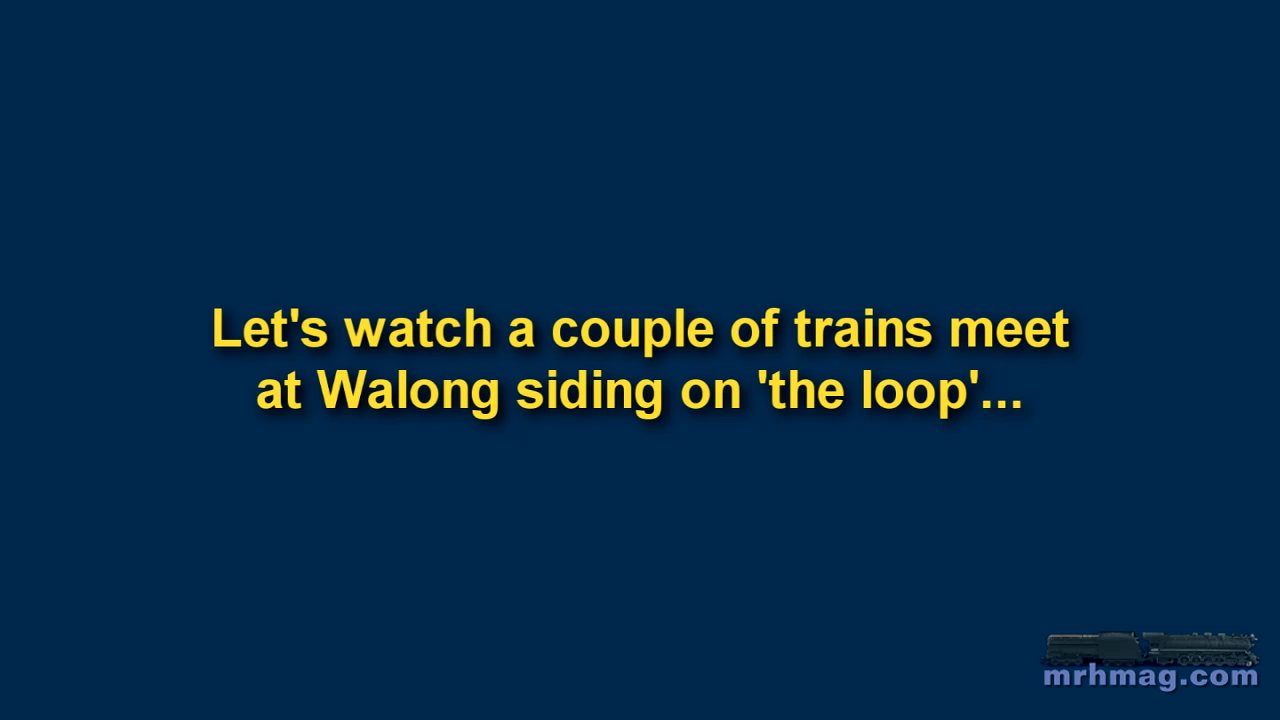 Let's watch a couple of trains meet
at Walong siding on 'the loop'...
mrhmag.com